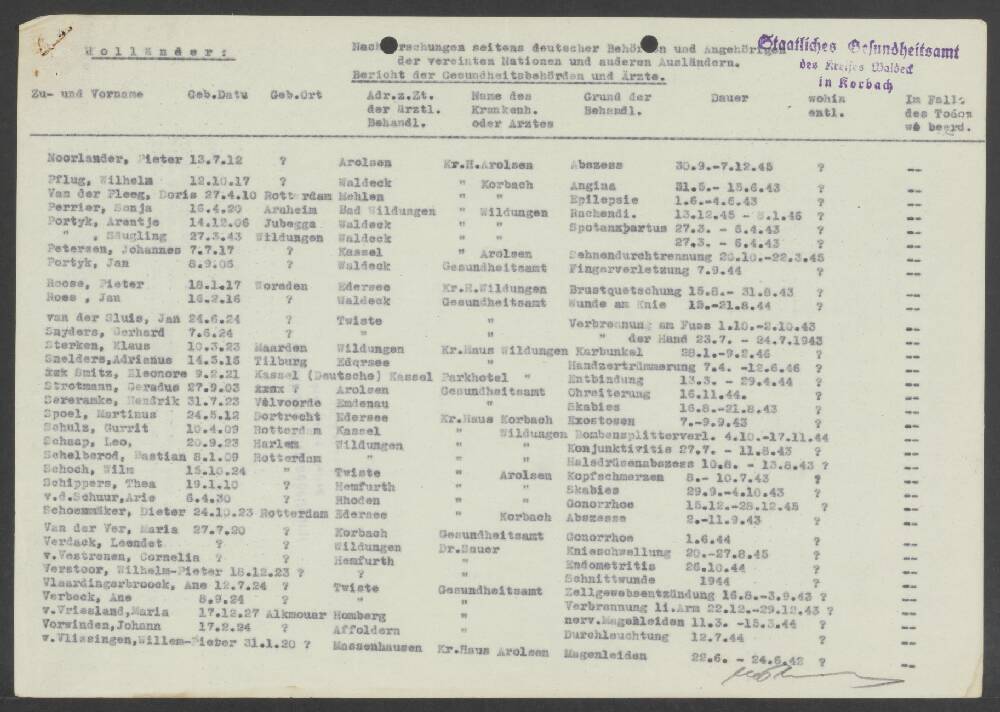 Holländer:
Nachforschungen seitens deutscher Behörden und Angehörigen
der vereinten Nationen und anderen Ausländern.
Bericht der Gesundheitsbehörden und Ärzte.
Staatliches Gesundheitsamt
des Kreises Waldeck
in Korbach
Zu- und Vorname Geb.Datu Geb.Ort Adr.z.Zt. Name des Grund der Dauer wohin Im Falle
der ärztl. Krankenh. Behandl. entl. des Todes
Behandl. oder Arztes wo beerd.
Noorlander, Pieter 13.7.12 ? Arolsen Kr.H.Arolsen Abszess 30.9.-7.12.45 ? --
Pflug, Wilhelm 12.10.17 ? Waldeck " Korbach Angina 31.5.- 15.6.43 ? --
Van der Pleeg, Doris 27.4.10 Rotterdam Mehlen " " Epilepsie 1.6.-4.6.43 ? --
Perrier, Sonja 16.4.20 Arnheim Bad Wildungen " Wildungen Rachendi. 13.12.45 - 8.1.46 ? --
Portyk, Arentje 14.12.06 Jubegga Waldeck " " Spotanxpartus 27.3. - 6.4.43 ? --
" , Säugling 27.3.43 Wildungen Waldeck " " 27.3. - 6.4.43 ? --
Petersen, Johannes 7.7.17 ? Kassel " Arolsen Sehnendurchtrennung 20.10.-22.3.45 ? --
Portyk, Jan 8.9.03 ? Waldeck Gesundheitsamt Fingerverletzung 7.9.44 ? --
Roose, Pieter 18.1.17 Woreden Edersee Kr.H.Wildungen Brustquetschung 15.8.- 31.8.43 ? --
Roes , Jan 16.2.16 ? Waldeck Gesundheitsamt Wunde am Knie 15.-21.8.44 ? --
van der Sluis, Jan 24.6.24 ? Twiste " Verbrennung am Fuss 1.10.-2.10.43 ? --
Snyders, Gerhard 7.6.24 ? " " " der Hand 23.7. - 24.7.1943 ? --
Sterken, Klaus 10.3.23 Maarden Wildungen Kr.Haus Wildungen Karbunkel 28.1.-9.2.46 ? --
Snelders,Adrianus 14.3.15 Tilburg Edqrsee " " Handzertrümmerung 7.4. -12.6.46 ? --
xxk Smitz, Eleonore 9.2.21 Kassel (Deutsche) Kassel Parkhotel " Entbindung 13.3. - 29.4.44 ? --
Strotmann, Geradus 27.9.03 xxnx ? Arolsen Gesundheitsamt Ohreiterung 16.11.44. ? --
Sereramke, Hendrik 31.7.23 Velvoorde Emdenau " Skabies 16.8.-21.8.43 ? --
Spoel, Martinus 24.5.12 Dortrecht Edersee Kr.Haus Korbach Exostosen 7.-9.9.43 ? --
Schulz, Gurrit 10.4.09 Rotterdam Kassel " Wildungen Bombensplitterverl. 4.10.-17.11.44 --
Schaap, Leo, 20.9.23 Harlem Wildungen " " Konjunktivitis 27.7. - 11.8.43 ? --
Schelberod, Bastian 8.1.09 Rotterdam " " " Halsdrüsenabszess 10.8. - 13.8.43 ? --
Schoch, Wilm 15.10.24 " Twiste " Arolsen Kopfschmerzen 8.- 10.7.43 ? --
Schippers, Thea 19.1.10 ? Hemfurth " " Skabies 29.9.-4.10.43 ? --
v.d.Schuur,Arie 6.4.30 ? Rhoden " " Gonorrhoe 15.12.-28.12.45 ? --
Schoemmüker, Dieter 24.10.23 Rotterdam Edersee " Korbach Abszesse 2.-11.9.43 ? --
Van der Ver, Maria 27.7.20 ? Korbach Gesundheitsamt Gonorrhoe 1.6.44 ? --
Verdack, Leendet ? ? Wildungen Dr.Bauer Knieschwellung 20.-27.8.45 ? --
v.Vestronen, Cornelia ? ? Hemfurth " Endometritis 26.10.44 ? --
Verstoor, Wilhelm-Pieter 18.12.23 ? ? " Schnittwunde 1944 ? --
Vlaardingerbroock, Ane 12.7.24 ? Twiste Gesundheitsamt Zellgewebsentzündung 16.8.-3.9.43 ? --
Verbock, Ane 8.9.24 ? " " Verbrennung li.Arm 22.12.-29.12.43 ? --
v.Vriesland,Maria 17.12.27 Alkmouar Homberg " nerv.Magenleiden 11.3. -15.3.44 ? --
Vorwinden,Johann 17.2.24 ? Affoldern " Durchleuchtung 12.7.44 ? --
v.Vlissingen,Willem-Pieter 31.1.20 ? Massenhausen Kr.Haus Arolsen Magenleiden 22.6. - 24.6.42 ? --